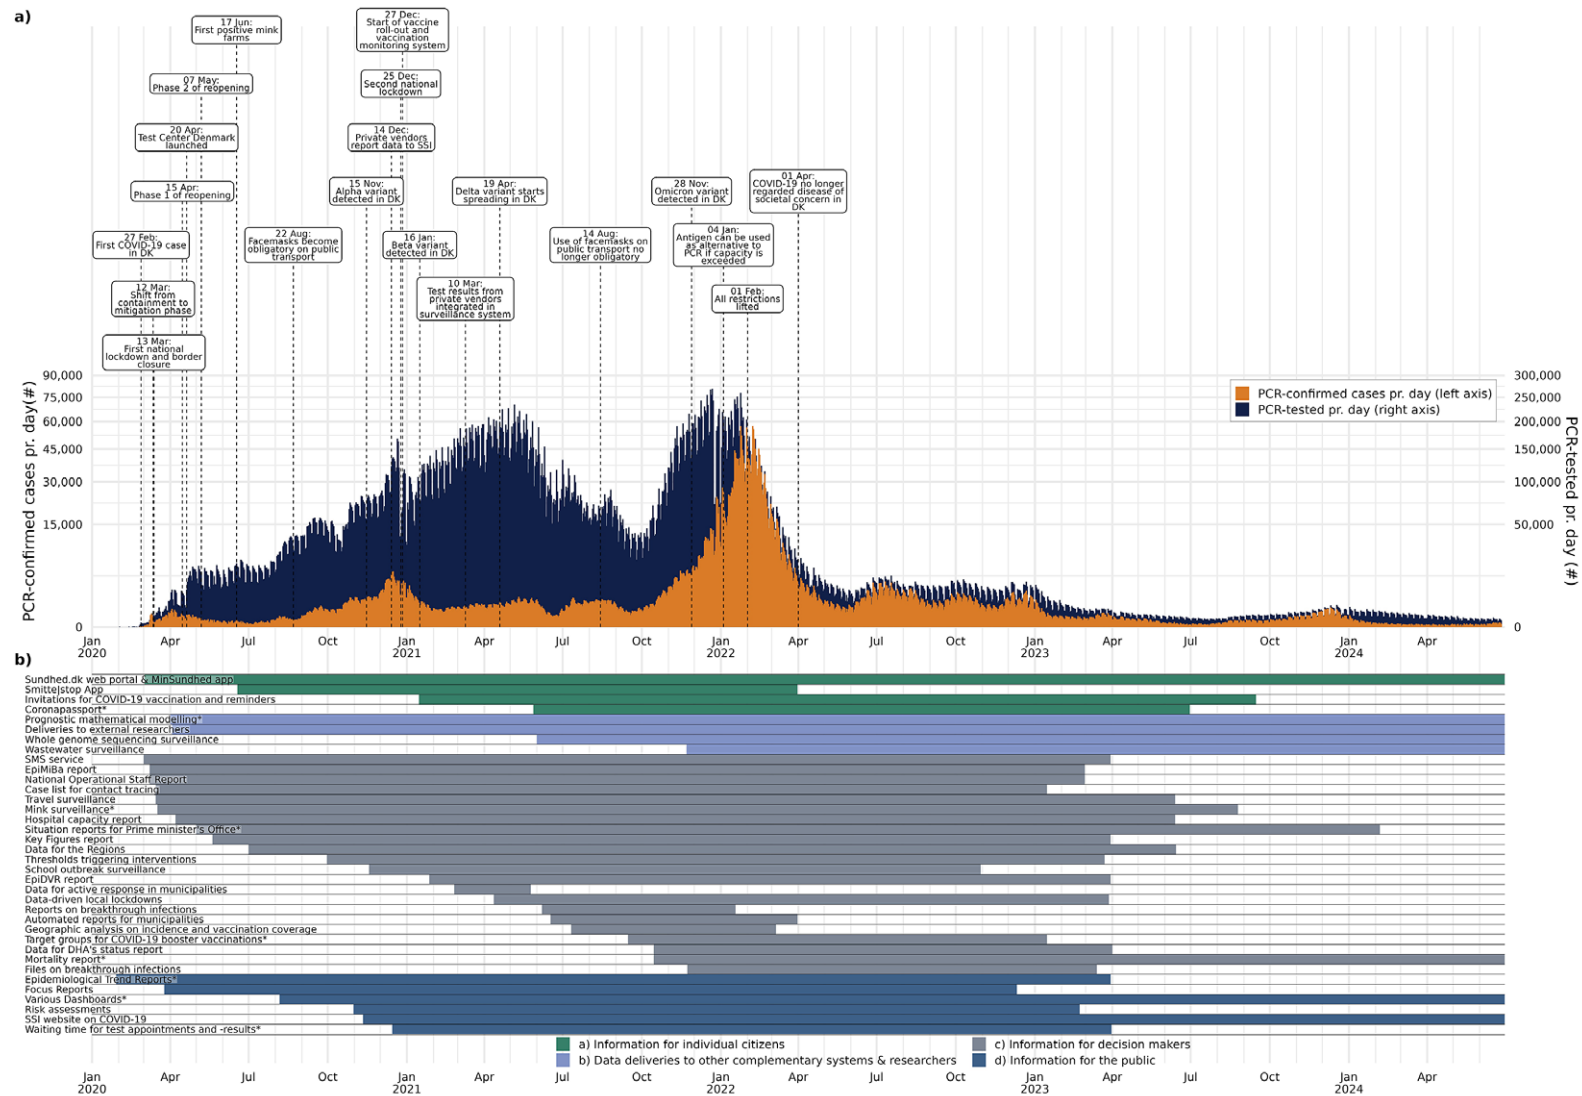 a)
17 Jun:
First positive mink
farms
27 Dec:
Start of vaccine
roll-out and
vaccination
monitoring system
07 May:
Phase 2 of reopening
25 Dec:
Second national
lockdown
20 Apr:
Test Center Denmark
launched
14 Dec:
Private vendors
report data to SSI
15 Apr:
Phase 1 of reopening
15 Nov:
Alpha variant
detected in DK
19 Apr:
Delta variant starts
spreading in DK
28 Nov:
Omicron variant
detected in DK
01 Apr:
COVID-19 no longer
regarded disease of
societal concern in
DK
27 Feb:
First COVID-19 case
in DK
22 Aug:
Facemasks become
obligatory on public
transport
16 Jan:
Beta variant
detected in DK
14 Aug:
Use of facemasks on
public transport no
longer obligatory
04 Jan:
Antigen can be used
as alternative to
PCR if capacity is
exceeded
12 Mar:
Shift from
containment to
mitigation phase
10 Mar:
Test results from
private vendors
integrated in
surveillance system
01 Feb:
All restrictions
lifted
13 Mar:
First national
lockdown and border
closure
PCR-confirmed cases pr. day(#)
90,000
75,000
60,000
45,000
30,000
15,000
0
300,000
250,000
200,000
150,000
100,000
50,000
0
PCR-tested pr. day (#)
PCR-confirmed cases pr. day (left axis)
PCR-tested pr. day (right axis)
Jan Apr Jul Oct Jan Apr Jul Oct Jan Apr Jul Oct Jan Apr Jul Oct Jan Apr
2020 2021 2022 2023 2024
b)
Sundhed.dk web portal & MinSundhed app
Smitte|stop App
Invitations for COVID-19 vaccination and reminders
Coronapassport*
Prognostic mathematical modelling*
Deliveries to external researchers
Whole genome sequencing surveillance
Wastewater surveillance
SMS service
EpiMiBa report
National Operational Staff Report
Case list for contact tracing
Travel surveillance
Mink surveillance*
Hospital capacity report
Situation reports for Prime minister's Office*
Key Figures report
Data for the Regions
Thresholds triggering interventions
School outbreak surveillance
EpiDVR report
Data for active response in municipalities
Data-driven local lockdowns
Reports on breakthrough infections
Automated reports for municipalities
Geographic analysis on incidence and vaccination coverage
Target groups for COVID-19 booster vaccinations*
Data for DHA's status report
Mortality report*
Files on breakthrough infections
Epidemiological Trend Reports*
Focus Reports
Various Dashboards*
Risk assessments
SSI website on COVID-19
Waiting time for test appointments and -results*
a) Information for individual citizens
b) Data deliveries to other complementary systems & researchers
c) Information for decision makers
d) Information for the public
Jan Apr Jul Oct Jan Apr Jul Oct Jan Apr Jul Oct Jan Apr Jul Oct Jan Apr
2020 2021 2022 2023 2024